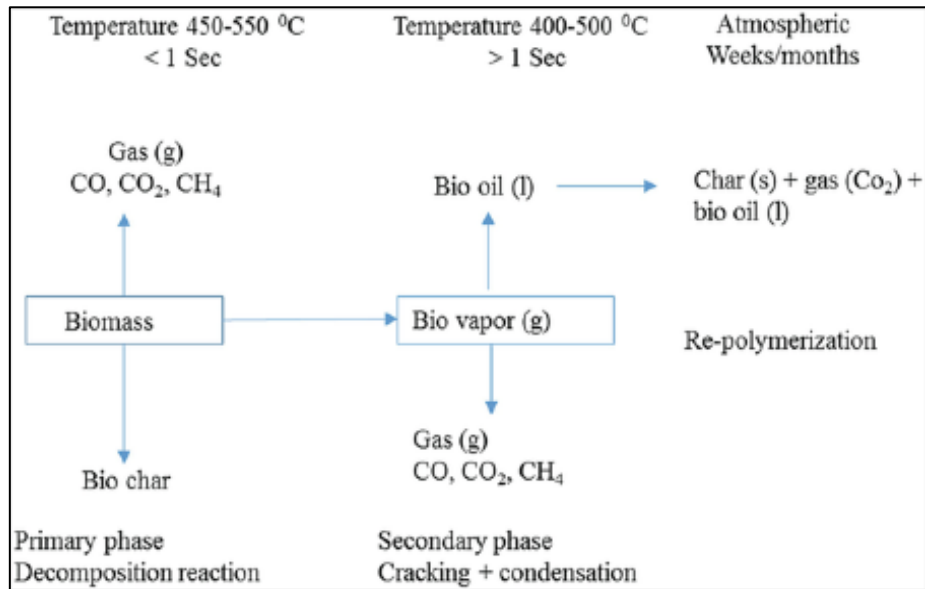 Temperature 450-550 ⁰C
< 1 Sec
Temperature 400-500 ⁰C
> 1 Sec
Atmospheric
Weeks/months
Gas (g)
CO, CO₂, CH₄
Bio oil (l)
Char (s) + gas (Co₂) +
bio oil (l)
Biomass
Bio vapor (g)
Re-polymerization
Gas (g)
CO, CO₂, CH₄
Bio char
Primary phase
Decomposition reaction
Secondary phase
Cracking + condensation